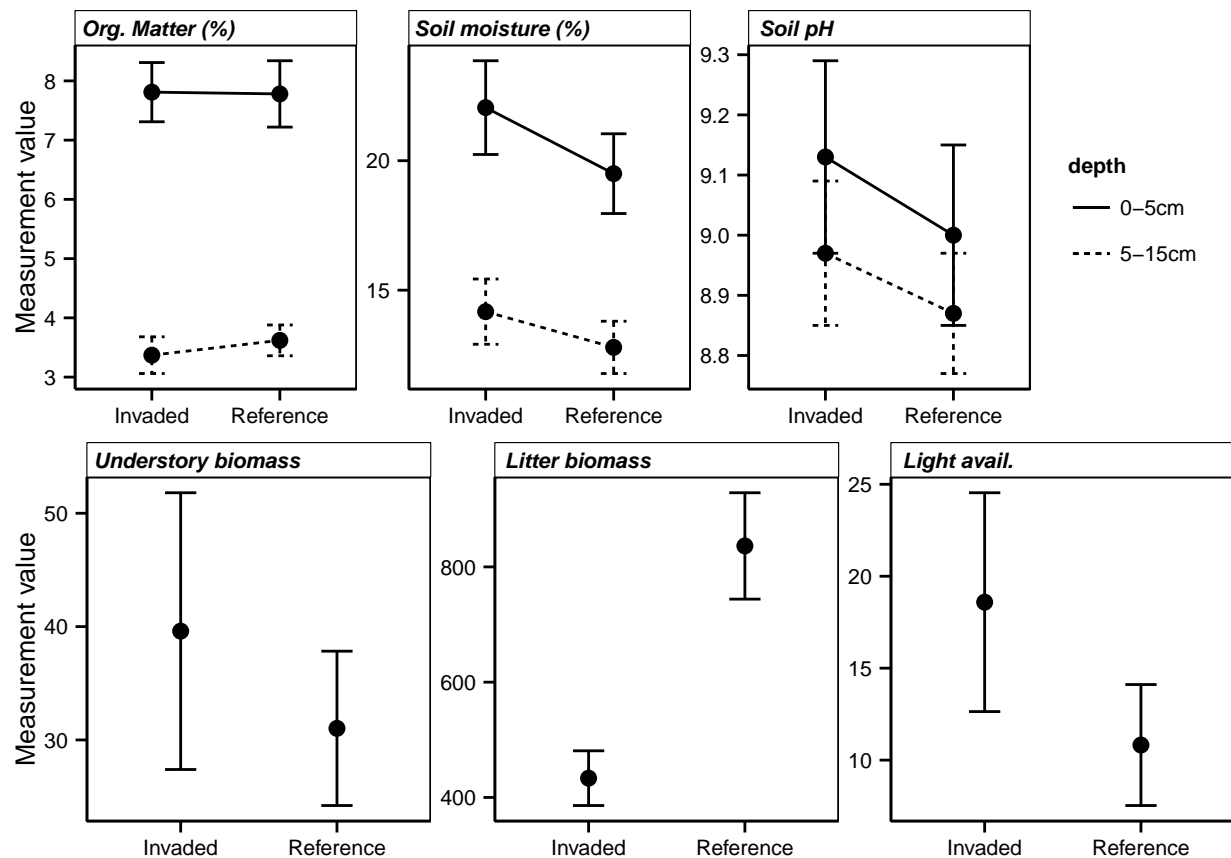 Org. Matter (%)
Soil moisture (%)
Soil pH
Measurement value
8
7
6
5
4
3
20
15
9.3
9.2
9.1
9.0
8.9
8.8
Invaded Reference
Invaded Reference
Invaded Reference
depth
0–5cm
5–15cm
Understory biomass
Litter biomass
Light avail.
Measurement value
50
40
30
800
600
400
25
20
15
10
Invaded Reference
Invaded Reference
Invaded Reference